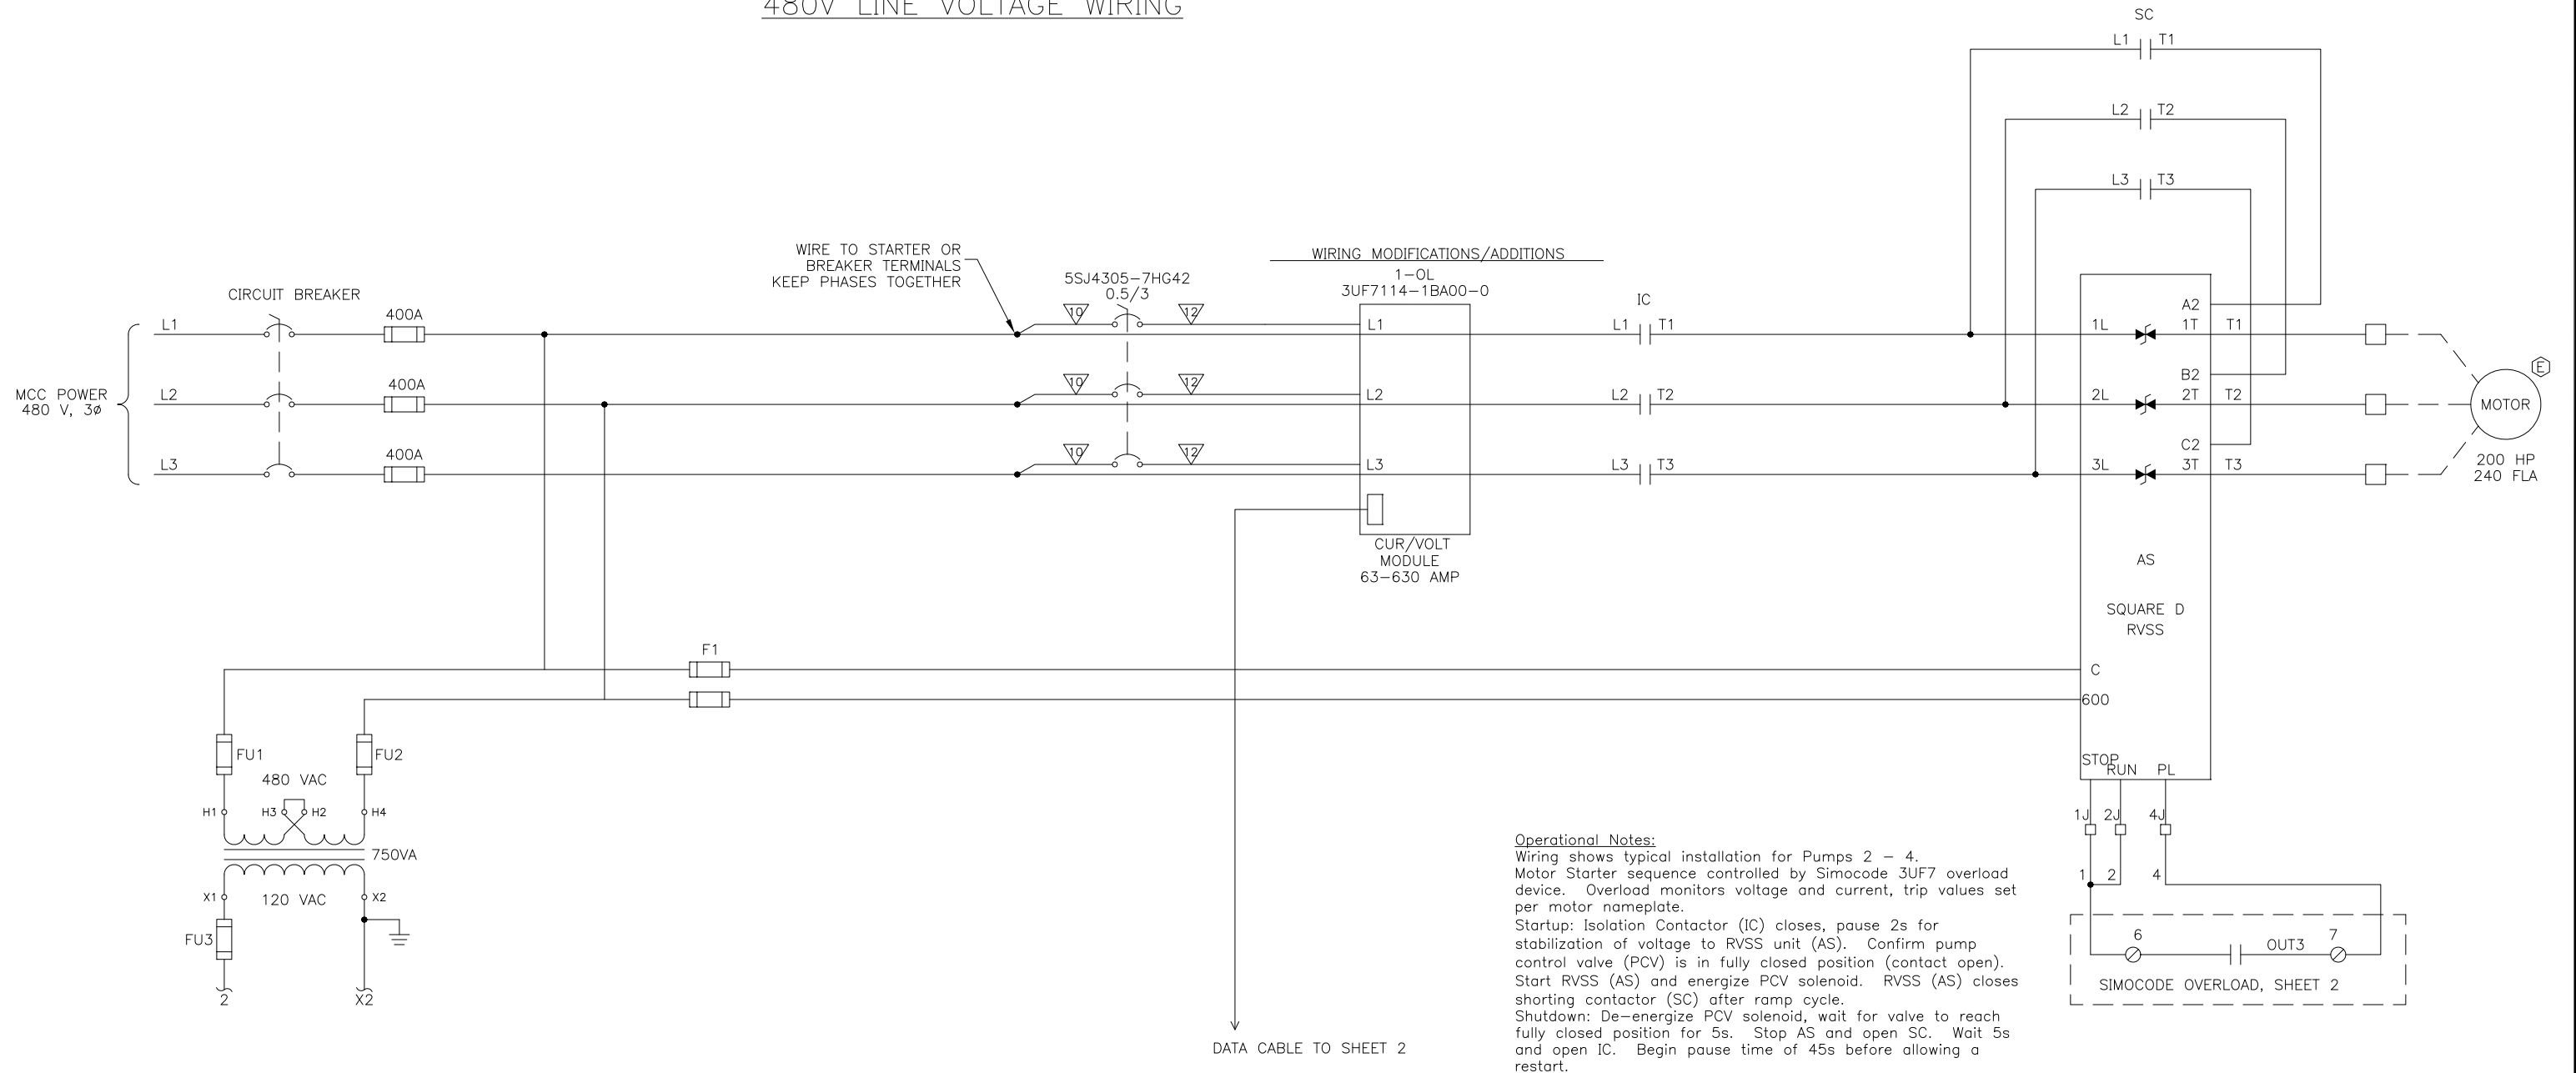 480V LINE VOLTAGE WIRING
SC
L1 T1
L2 T2
L3 T3
WIRE TO STARTER OR
BREAKER TERMINALS
KEEP PHASES TOGETHER
5SJ4305-7HG42
0.5/3
WIRING MODIFICATIONS/ADDITIONS
1-OL
3UF7114-1BA00-0
CIRCUIT BREAKER
IC
A2
L1
400A
10
12
L1
L1 T1
1L
1T
T1
MCC POWER
480 V, 3ø
L2
400A
10
12
L2
L2 T2
B2
2L
2T
T2
E
MOTOR
L3
400A
10
12
L3
L3 T3
C2
3L
3T
T3
200 HP
240 FLA
CUR/VOLT
MODULE
63-630 AMP
AS
SQUARE D
RVSS
F1
C
600
FU1
FU2
480 VAC
H1
H3
H2
H4
750VA
X1
120 VAC
X2
FU3
2
X2
STOP
RUN
PL
1J
2J
4J
1
2
4
6
OUT3
7
SIMOCODE OVERLOAD, SHEET 2
DATA CABLE TO SHEET 2
Operational Notes:
Wiring shows typical installation for Pumps 2 - 4.
Motor Starter sequence controlled by Simocode 3UF7 overload
device. Overload monitors voltage and current, trip values set
per motor nameplate.
Startup: Isolation Contactor (IC) closes, pause 2s for
stabilization of voltage to RVSS unit (AS). Confirm pump
control valve (PCV) is in fully closed position (contact open).
Start RVSS (AS) and energize PCV solenoid. RVSS (AS) closes
shorting contactor (SC) after ramp cycle.
Shutdown: De-energize PCV solenoid, wait for valve to reach
fully closed position for 5s. Stop AS and open SC. Wait 5s
and open IC. Begin pause time of 45s before allowing a
restart.